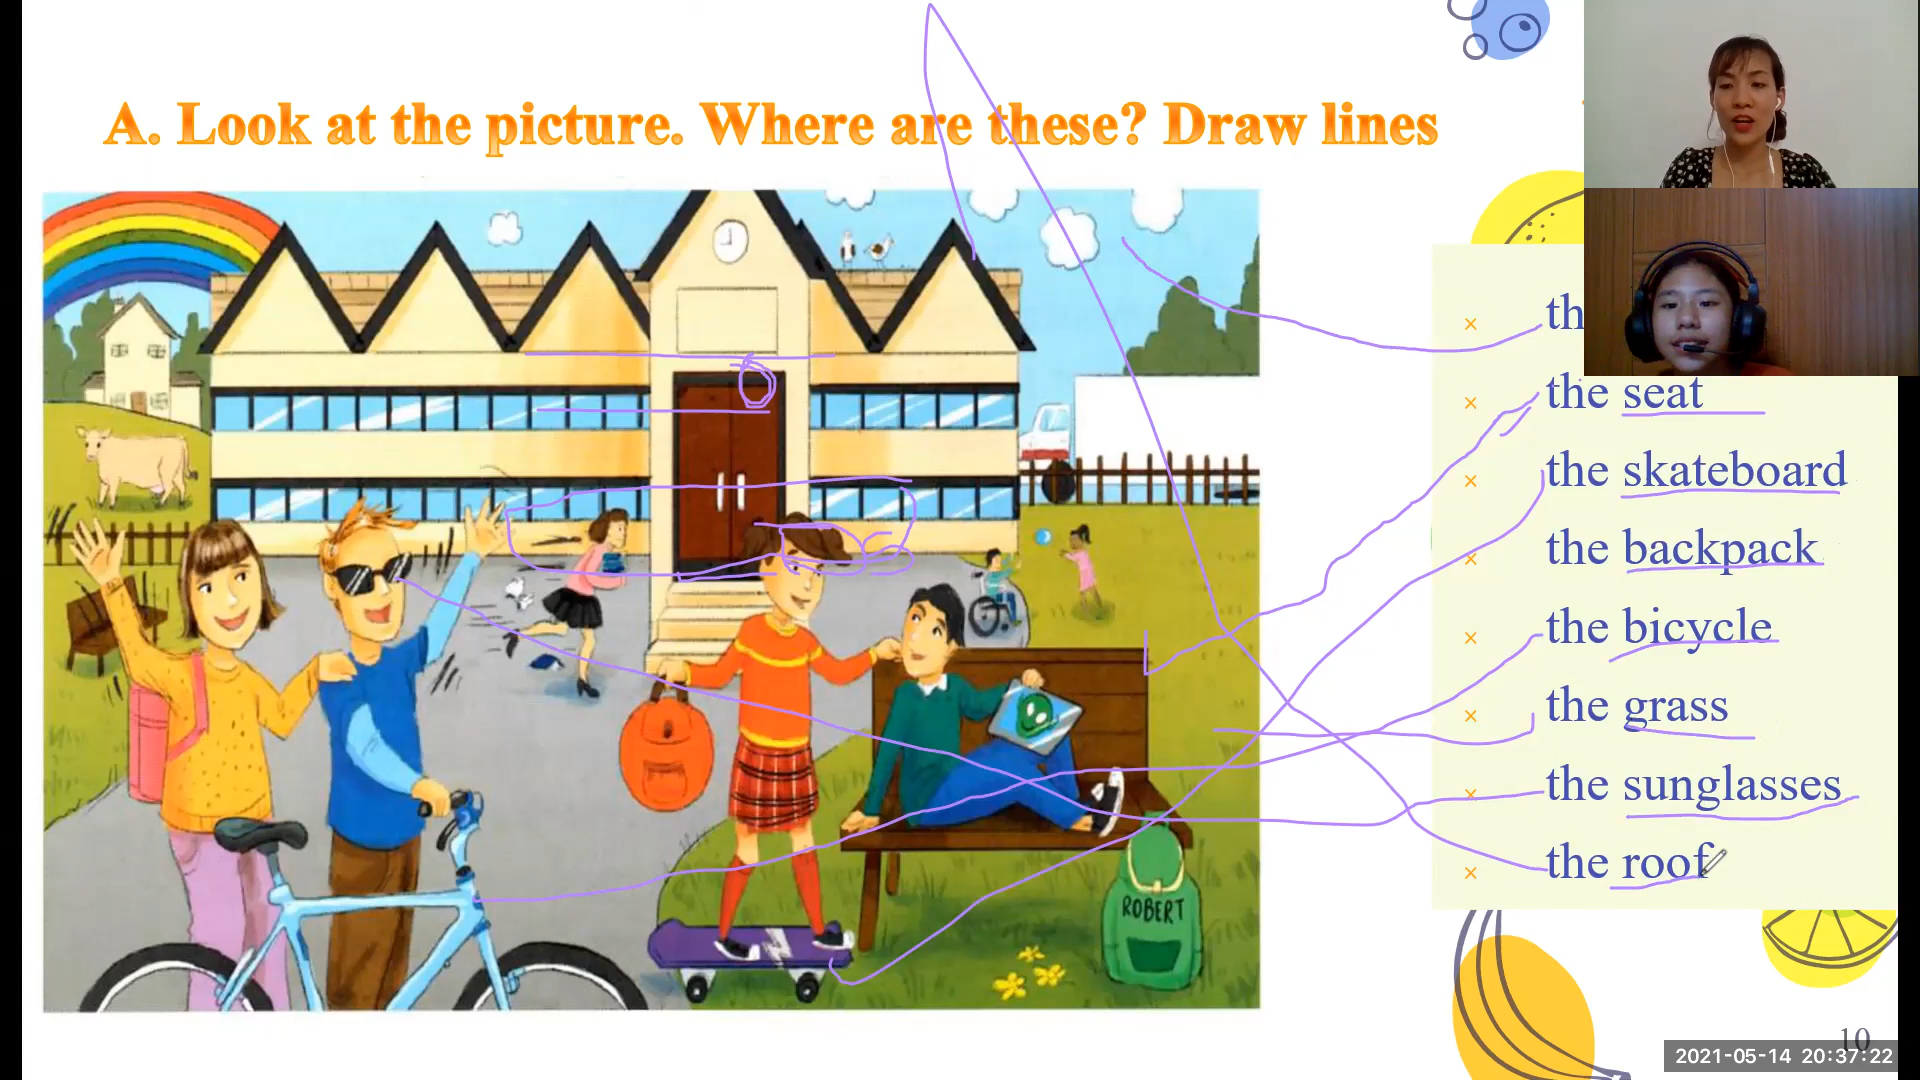 A. Look at the picture. Where are these? Draw lines
th
the seat
the skateboard
the backpack
the bicycle
the grass
the sunglasses
the roof
ROBERT
10
2021-05-14 20:37:22